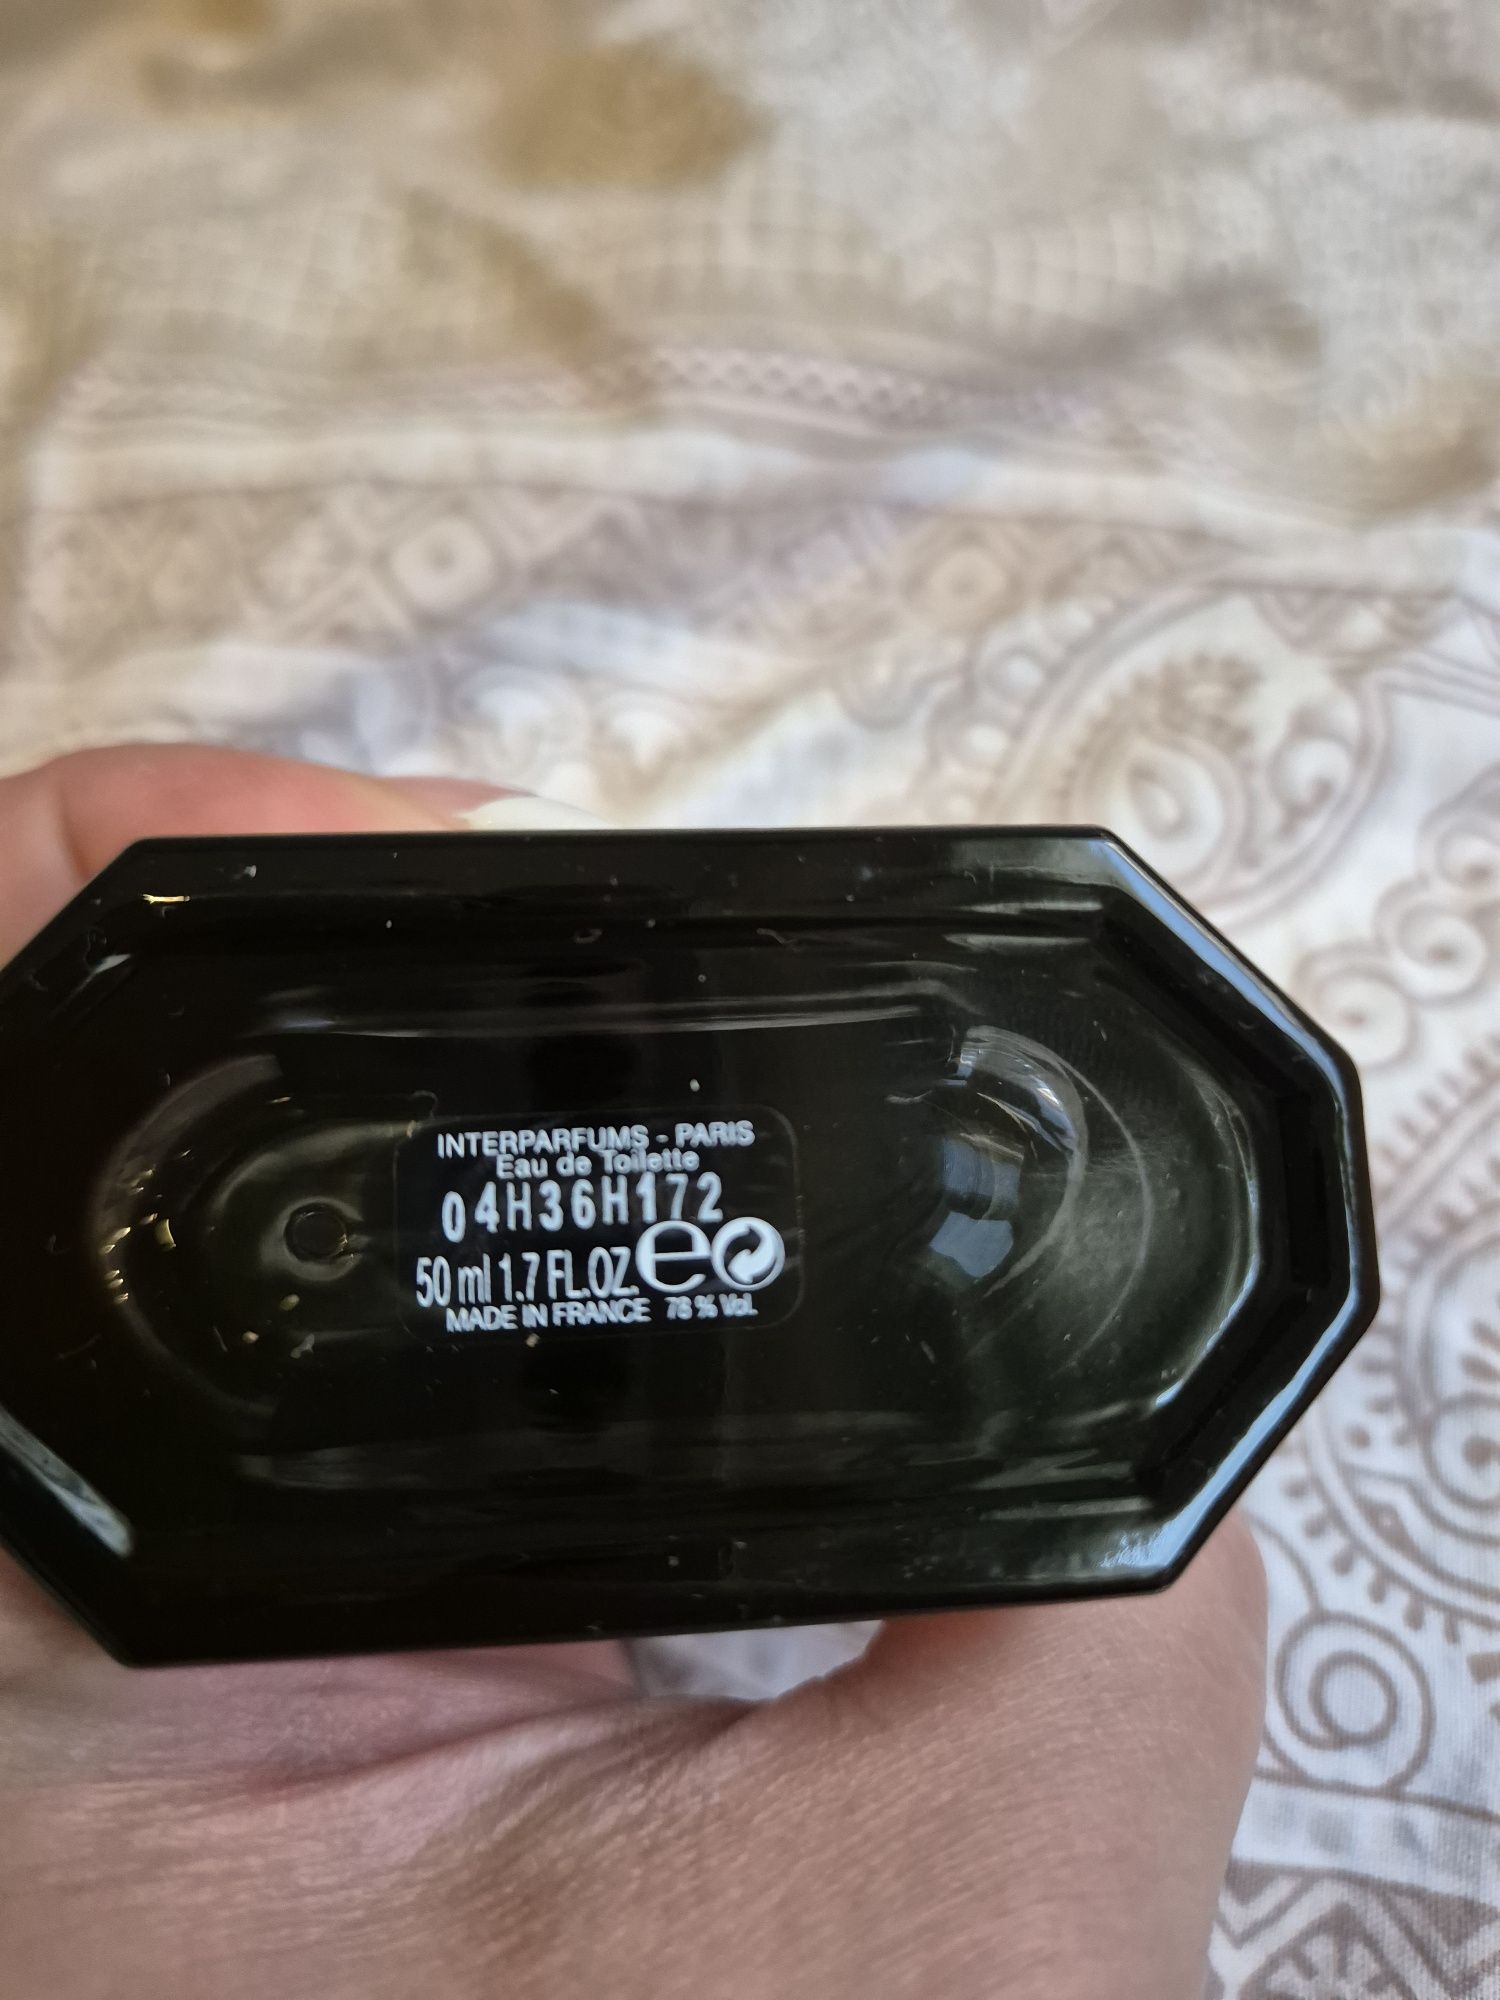 INTERPARFUMS - PARIS
Eau de Toilette
04H36H172
50 ml 1.7 FL.OZ. e
MADE IN FRANCE 78 % Vol.